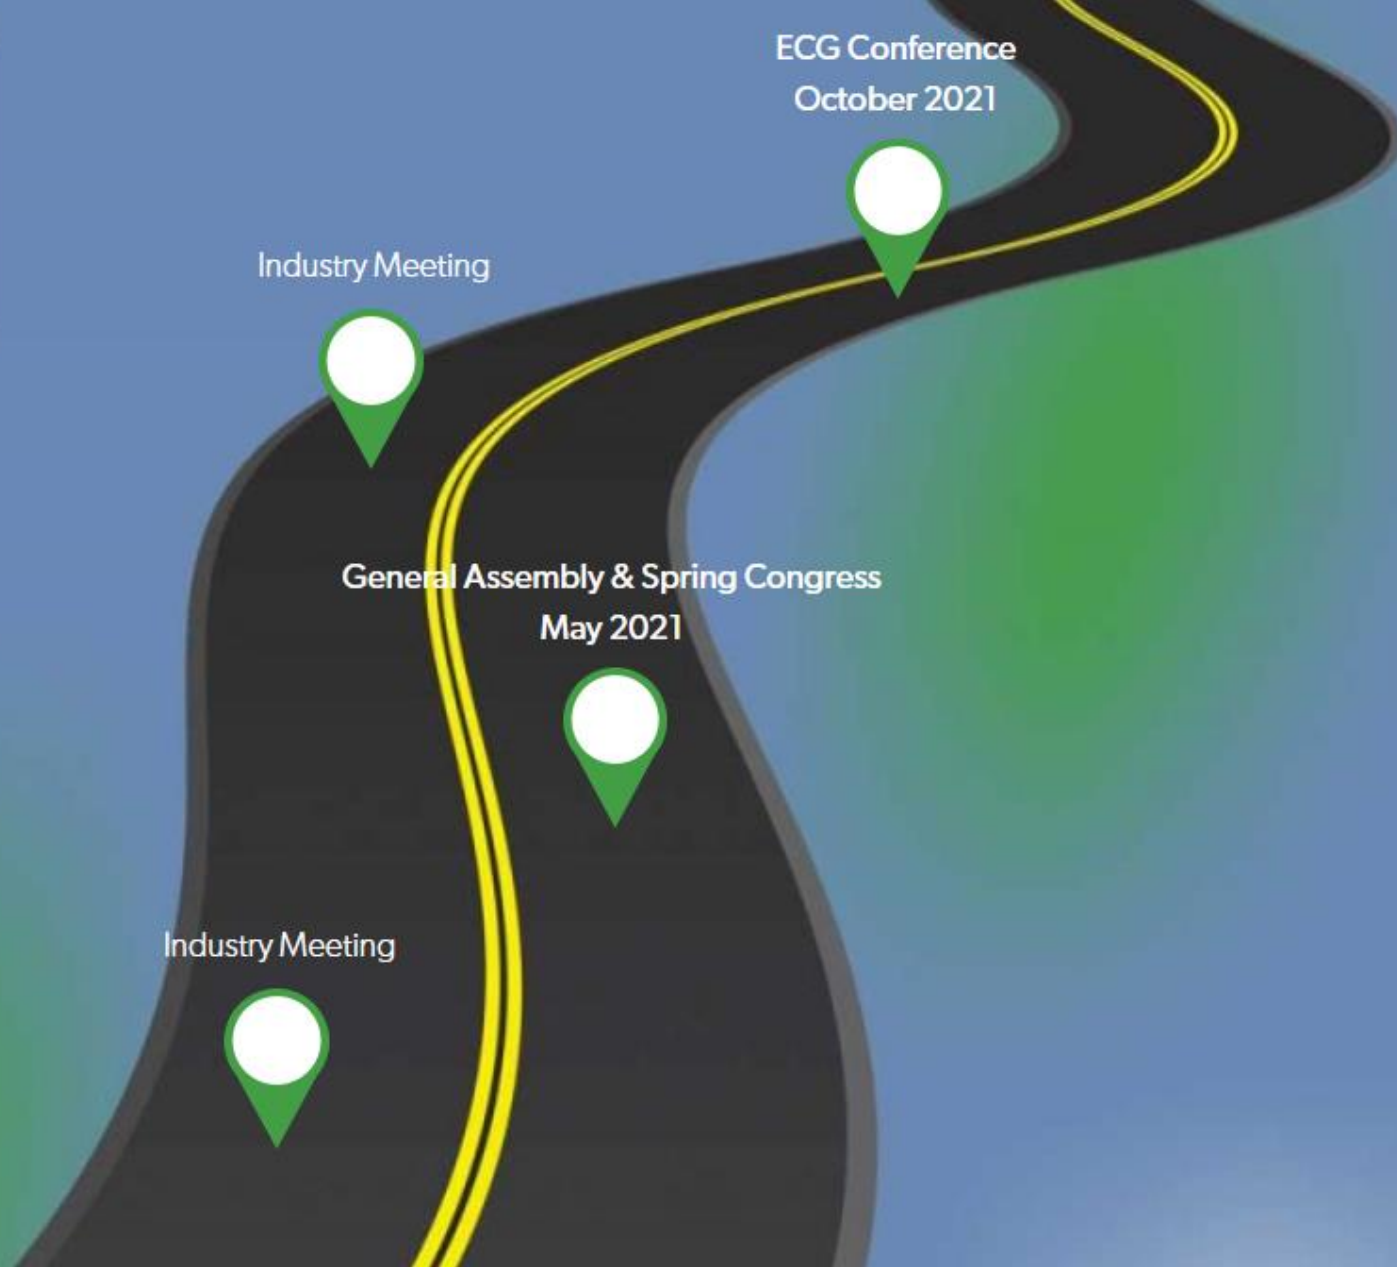 ECG Conference
October 2021
Industry Meeting
General Assembly & Spring Congress
May 2021
Industry Meeting